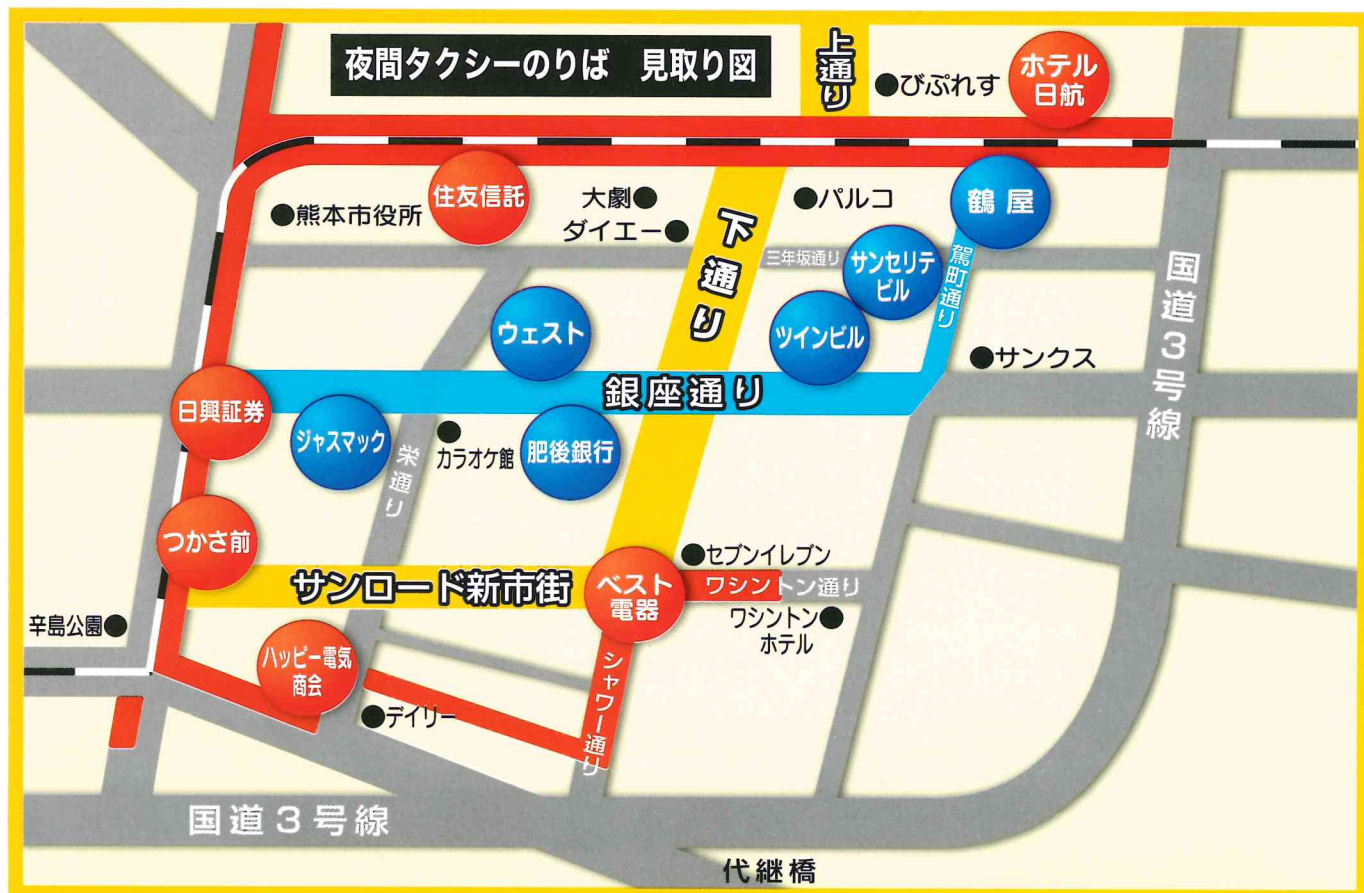 夜間タクシーのりば 見取り図
上通り
●びぷれす
ホテル
日航
●熊本市役所
住友信託
大劇●
ダイエー●
下通り
●パルコ
鶴屋
三年坂通り
サンセリテ
ビル
駕町通り
国道3号線
ウェスト
ツインビル
●サンクス
銀座通り
日興証券
ジャスマック
栄通り
●
カラオケ館
肥後銀行
つかさ前
●セブンイレブン
サンロード新市街
ベスト
電器
ワシントン通り
辛島公園●
ワシントン●
ホテル
ハッピー電気
商会
シャワー通り
●デイリー
国道3号線
代継橋